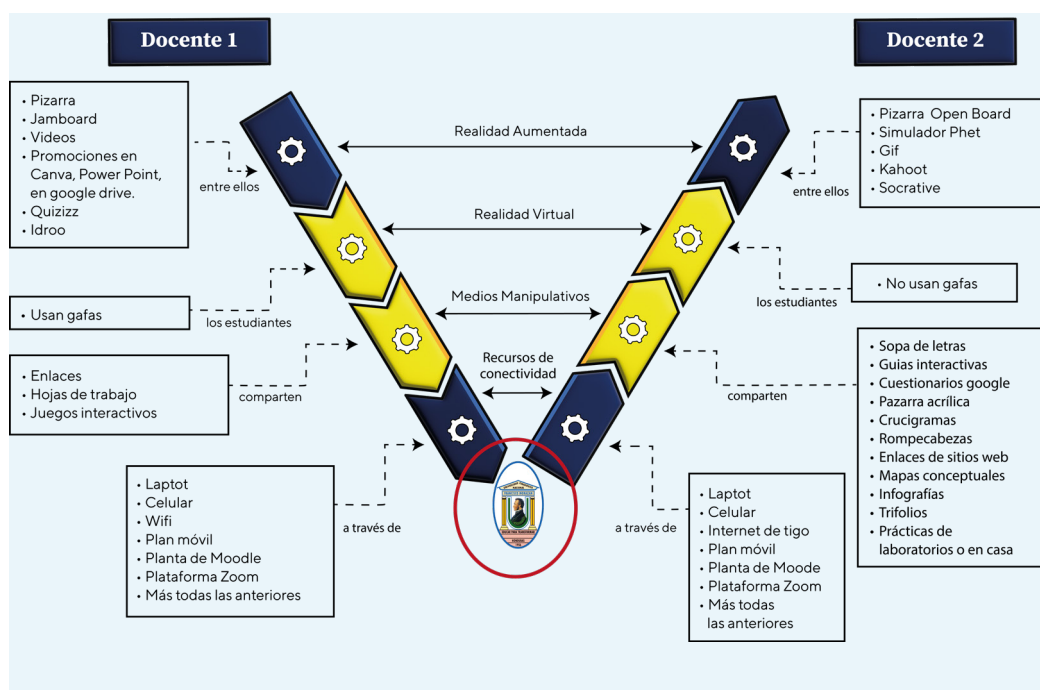 Docente 1
Docente 2
• Pizarra
• Jamboard
• Videos
• Promociones en
Canva, Power Point,
en google drive.
• Quizizz
• Idroo
entre ellos
Realidad Aumentada
entre ellos
• Pizarra Open Board
• Simulador Phet
• Gif
• Kahoot
• Socrative
Realidad Virtual
• Usan gafas
los estudiantes
Medios Manipulativos
los estudiantes
• No usan gafas
• Enlaces
• Hojas de trabajo
• Juegos interactivos
comparten
Recursos de
conectividad
comparten
• Sopa de letras
• Guias interactivas
• Cuestionarios google
• Pazarra acrílica
• Crucigramas
• Rompecabezas
• Enlaces de sitios web
• Mapas conceptuales
• Infografías
• Trifolios
• Prácticas de
laboratorios o en casa
• Laptot
• Celular
• Wifi
• Plan móvil
• Planta de Moodle
• Plataforma Zoom
• Más todas las anteriores
a través de
a través de
• Laptot
• Celular
• Internet de tigo
• Plan móvil
• Planta de Moode
• Plataforma Zoom
• Más todas
las anteriores